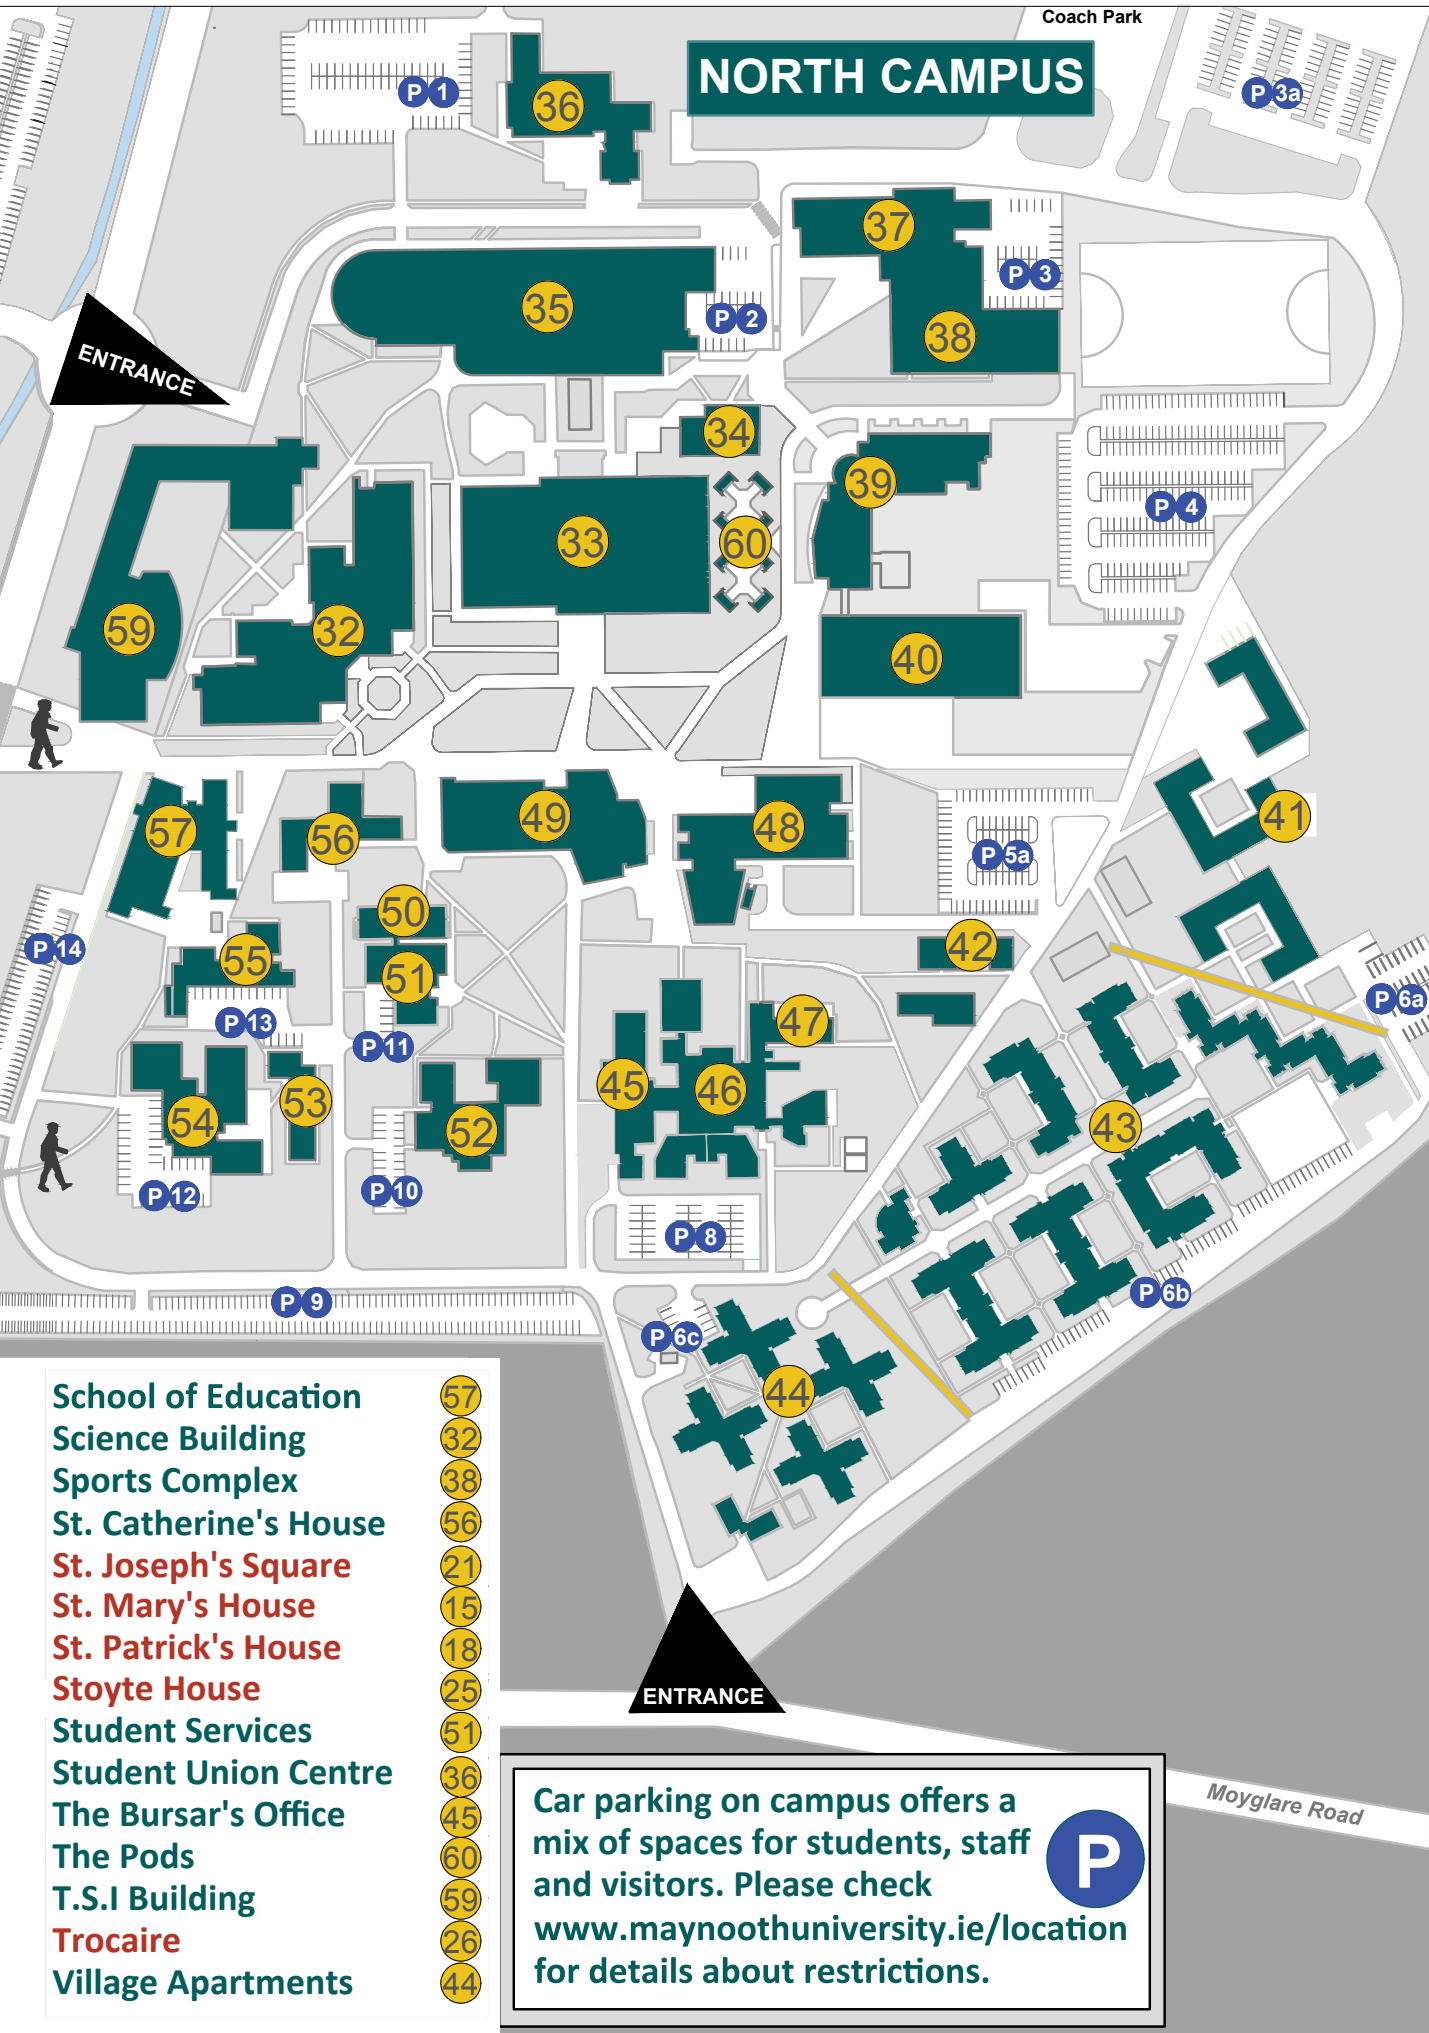 Coach Park
NORTH CAMPUS
P 1
36
P 3a
37
P 3
35
P 2
38
ENTRANCE
34
39
P 4
33
60
59
32
40
57
56
49
48
41
P 5a
50
42
P 14
55
51
P 6a
P 13
47
P 11
45
46
53
54
52
43
P 12
P 10
P 8
P 9
P 6b
P 6c
44
School of Education 57
Science Building 32
Sports Complex 38
St. Catherine's House 56
St. Joseph's Square 21
St. Mary's House 15
St. Patrick's House 18
Stoyte House 25
Student Services 51
Student Union Centre 36
The Bursar's Office 45
The Pods 60
T.S.I Building 59
Trocaire 26
Village Apartments 44
ENTRANCE
Moyglare Road
Car parking on campus offers a
mix of spaces for students, staff
and visitors. Please check
www.maynoothuniversity.ie/location
for details about restrictions.
P